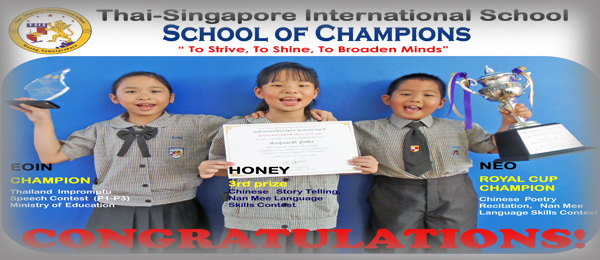 Thai-Singapore International School
SCHOOL OF CHAMPIONS
“ To Strive, To Shine, To Broaden Minds”
EOIN
CHAMPION
Thailand Impromptu
Speech Contest (P1-P3)
Ministry of Education
HONEY
3rd prize
Chinese Story Telling,
Nan Mee Language
Skills Contest
NEO
ROYAL CUP
CHAMPION
Chinese Poetry
Recitation, Nan Mee
Language Skills Contest
CONGRATULATIONS!